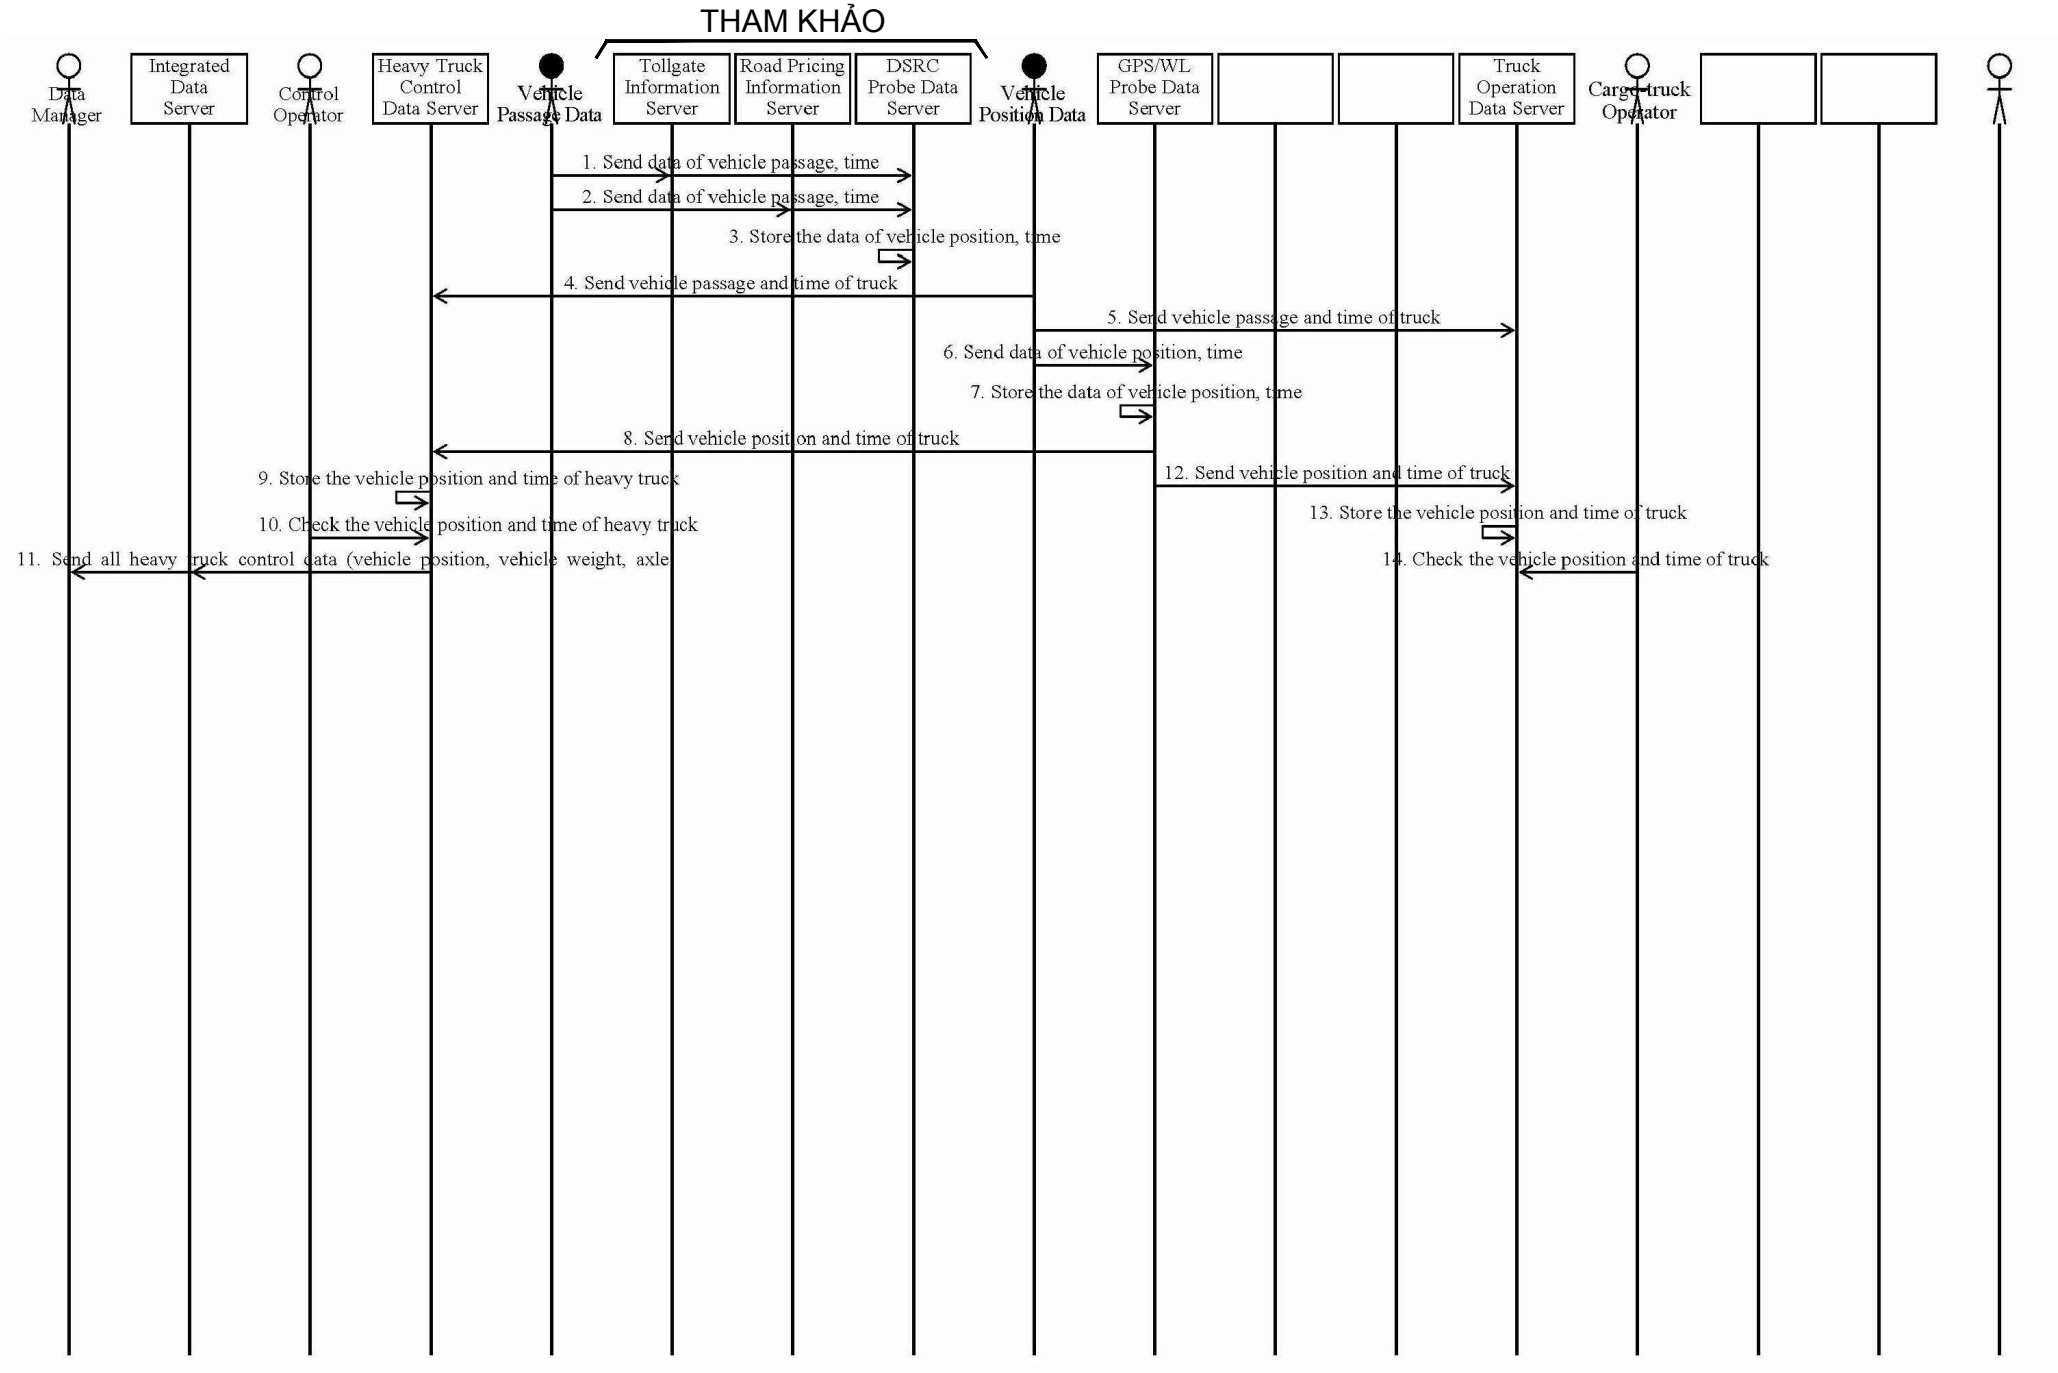 THAM KHẢO
Data
Manager
Integrated
Data
Server
Control
Operator
Heavy Truck
Control
Data Server
Vehicle
Passage Data
Tollgate
Information
Server
Road Pricing
Information
Server
DSRC
Probe Data
Server
Vehicle
Position Data
GPS/WL
Probe Data
Server
Truck
Operation
Data Server
Cargo-truck
Operator
1. Send data of vehicle passage, time
2. Send data of vehicle passage, time
3. Store the data of vehicle position, time
4. Send vehicle passage and time of truck
5. Send vehicle passage and time of truck
6. Send data of vehicle position, time
7. Store the data of vehicle position, time
8. Send vehicle position and time of truck
9. Store the vehicle position and time of heavy truck
12. Send vehicle position and time of truck
10. Check the vehicle position and time of heavy truck
13. Store the vehicle position and time of truck
11. Send all heavy truck control data (vehicle position, vehicle weight, axle
14. Check the vehicle position and time of truck